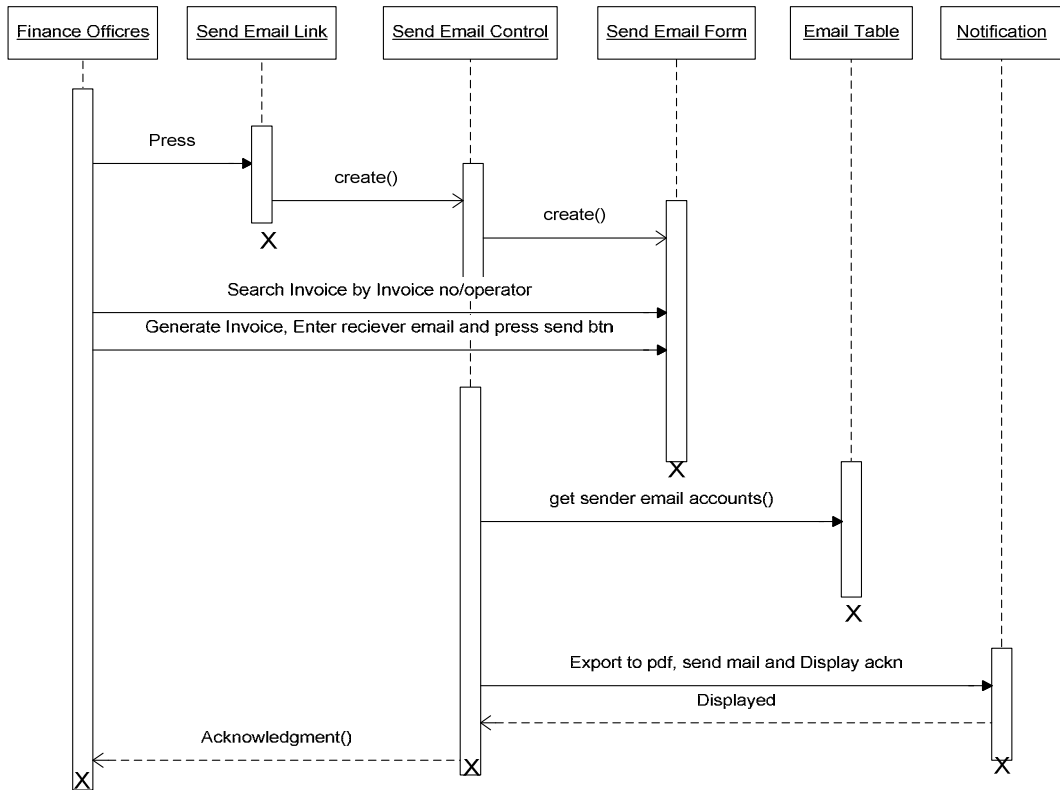 Finance Officres
Send Email Link
Send Email Control
Send Email Form
Email Table
Notification
Press
create()
create()
X
Search Invoice by Invoice no/operator
Generate Invoice, Enter reciever email and press send btn
X
get sender email accounts()
X
Export to pdf, send mail and Display ackn
Displayed
Acknowledgment()
X
X
X